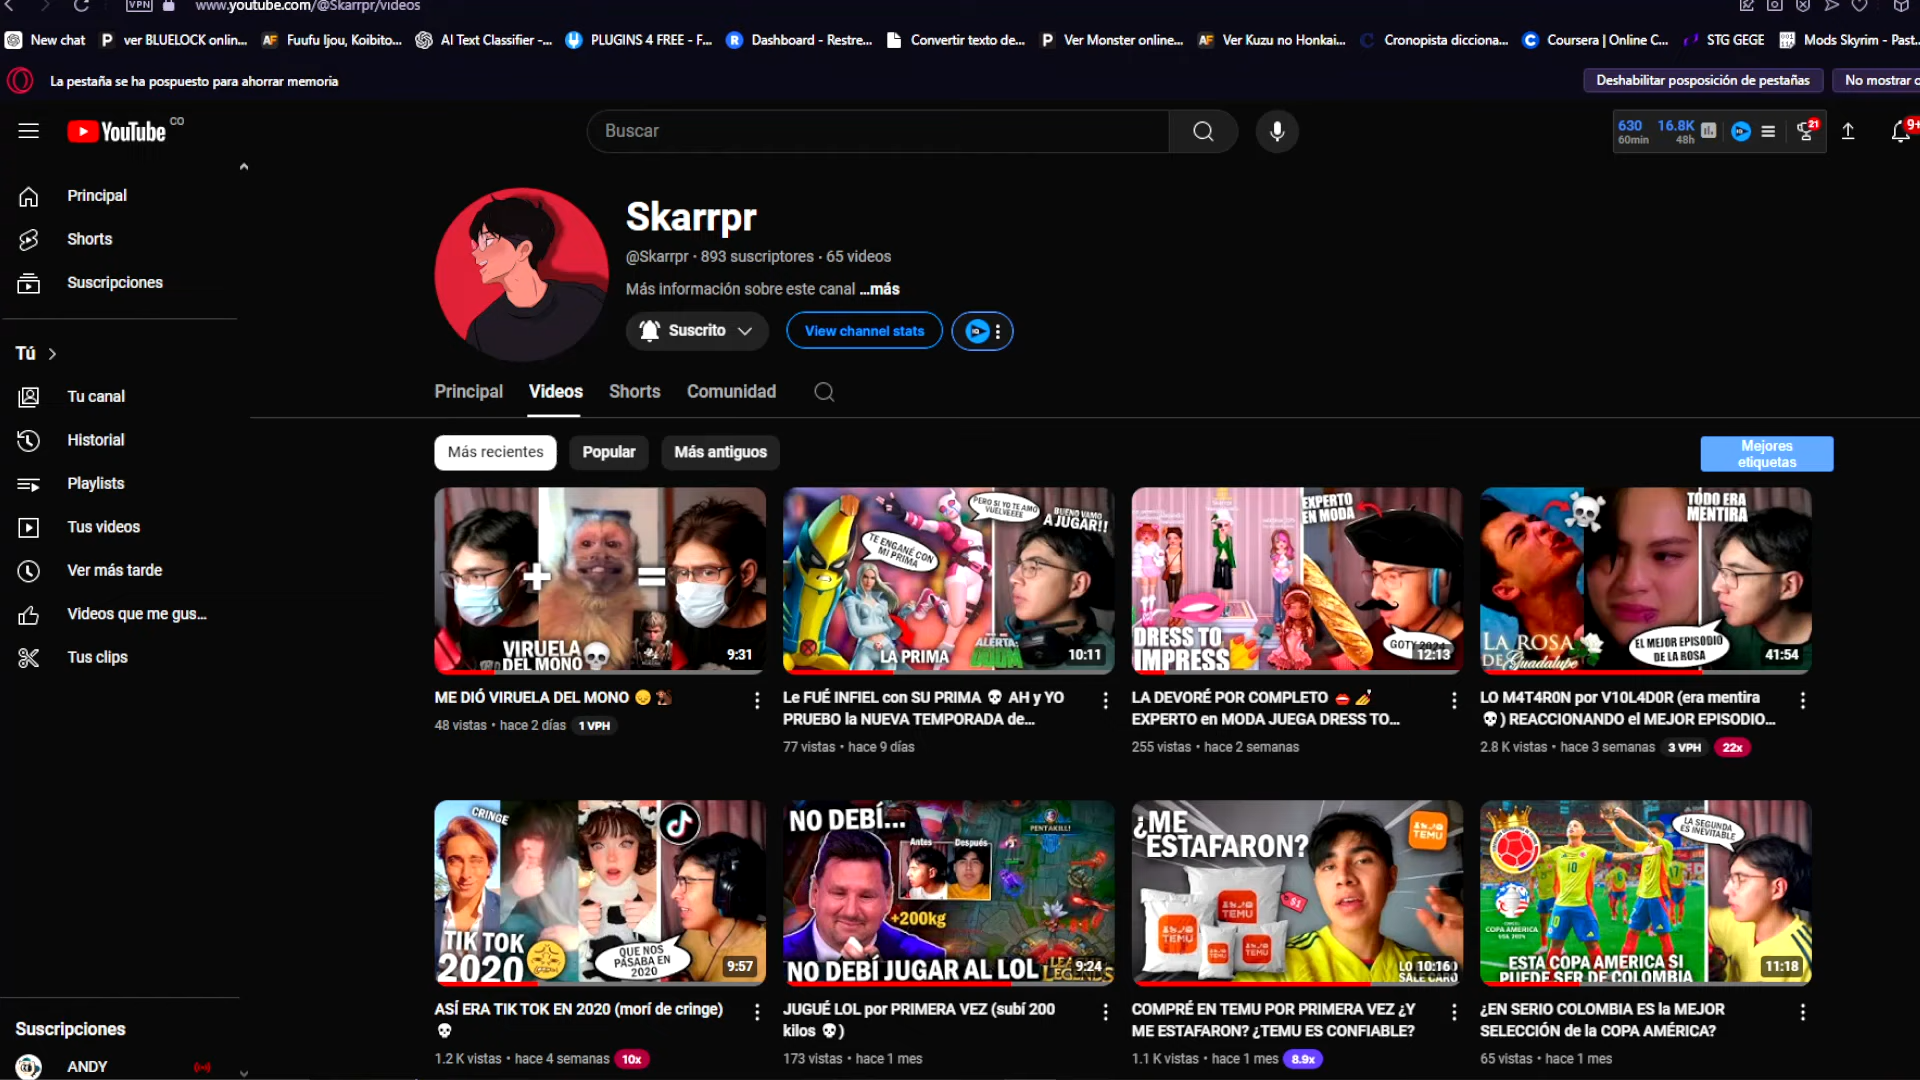 VPN
www.youtube.com/@Skarrpr/videos
New chat
ver BLUELOCK onlin...
Fuufu Ijou, Koibito...
AI Text Classifier -...
PLUGINS 4 FREE - F...
Dashboard - Restre...
Convertir texto de...
Ver Monster online...
Ver Kuzu no Honkai...
Cronopista dicciona...
Coursera | Online C...
STG GEGE
Mods Skyrim - Past...
La pestaña se ha pospuesto para ahorrar memoria
Deshabilitar posposición de pestañas
No mostrar
YouTube CO
Buscar
630
60min
16.8K
48h
21
9+
Principal
Shorts
Suscripciones
Tú
Tu canal
Historial
Playlists
Tus videos
Ver más tarde
Videos que me gus...
Tus clips
Suscripciones
ANDY
Skarrpr
@Skarrpr · 893 suscriptores · 65 videos
Más información sobre este canal ...más
Suscrito
View channel stats
Principal
Videos
Shorts
Comunidad
Más recientes
Popular
Más antiguos
Mejores
etiquetas
VIRUELA
DEL MONO
9:31
ME DIÓ VIRUELA DEL MONO
48 vistas • hace 2 días 1 VPH
PERO SI YO TE AMO
VUELVEEEE
BUENO VAMO
A JUGAR!!
TE ENGAÑÉ CON
MI PRIMA
LA PRIMA
ALERTA:
DOOM
10:11
Le FUÉ INFIEL con SU PRIMA 💀 AH y YO
PRUEBO la NUEVA TEMPORADA de...
77 vistas • hace 9 días
EXPERTO
EN MODA
DRESS TO
IMPRESS
GOTY 2024
12:13
LA DEVORÉ POR COMPLETO 👄 💅
EXPERTO en MODA JUEGA DRESS TO...
255 vistas • hace 2 semanas
TODO ERA
MENTIRA
LA ROSA
DE Guadalupe
EL MEJOR EPISODIO
DE LA ROSA
41:54
LO M4T4R0N por V10L4D0R (era mentira
💀) REACCIONANDO el MEJOR EPISODIO...
2.8 K vistas • hace 3 semanas 3 VPH 22x
CRINGE
TIK TOK
2020
QUE NOS
PASABA EN
2020
9:57
ASÍ ERA TIK TOK EN 2020 (morí de cringe)
💀
1.2 K vistas • hace 4 semanas 10x
NO DEBÍ...
Antes
Después
PENTAKILL!
+200kg
NO DEBÍ JUGAR AL LOL
LEAGUE
LEGENDS
9:24
JUGUÉ LOL por PRIMERA VEZ (subí 200
kilos 💀)
173 vistas • hace 1 mes
¿ME
ESTAFARON?
TEMU
TEMU
TEMU
TEMU
TEMU
$1
LO
SALE CARO
10:16
COMPRÉ EN TEMU POR PRIMERA VEZ ¿Y
ME ESTAFARON? ¿TEMU ES CONFIABLE?
1.1 K vistas • hace 1 mes 8.9x
LA SEGUNDA
ES INEVITABLE
10
COPA AMERICA
USA 2024
ESTA COPA AMERICA SI
PUEDE SER DE COLOMBIA
11:18
¿EN SERIO COLOMBIA ES la MEJOR
SELECCIÓN de la COPA AMÉRICA?
65 vistas • hace 1 mes